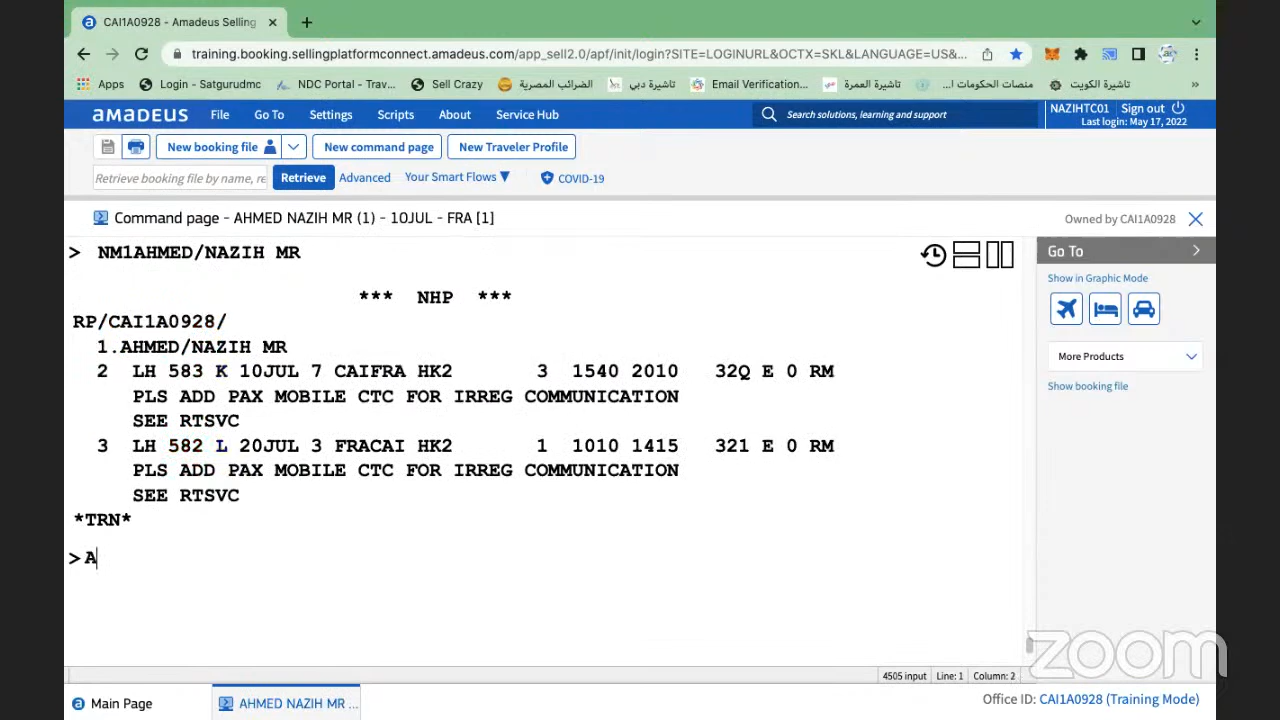 CAI1A0928 - Amadeus Selling
training.booking.sellingplatformconnect.amadeus.com/app_sell2.0/apf/init/login?SITE=LOGINURL&OCTX=SKL&LANGUAGE=US&...
Apps Login - Satgurudmc NDC Portal - Trav... Sell Crazy الضرائب المصرية تاشيرة دبي Email Verification... تاشيرة العمرة منصات الحكومات ا... تاشيرة الكويت »
amadeus File Go To Settings Scripts About Service Hub Search solutions, learning and support NAZIHTC01 Sign out
Last login: May 17, 2022
New booking file New command page New Traveler Profile
Retrieve booking file by name, re Retrieve Advanced Your Smart Flows ▼ COVID-19
Command page - AHMED NAZIH MR (1) - 10JUL - FRA [1] Owned by CAI1A0928
> NM1AHMED/NAZIH MR
Go To
Show in Graphic Mode
*** NHP ***
RP/CAI1A0928/
1.AHMED/NAZIH MR
More Products
2 LH 583 K 10JUL 7 CAIFRA HK2 3 1540 2010 32Q E 0 RM
Show booking file
PLS ADD PAX MOBILE CTC FOR IRREG COMMUNICATION
SEE RTSVC
3 LH 582 L 20JUL 3 FRACAI HK2 1 1010 1415 321 E 0 RM
PLS ADD PAX MOBILE CTC FOR IRREG COMMUNICATION
SEE RTSVC
*TRN*
>A
zoom
4505 input Line: 1 Column: 2
Main Page AHMED NAZIH MR ... Office ID: CAI1A0928 (Training Mode)